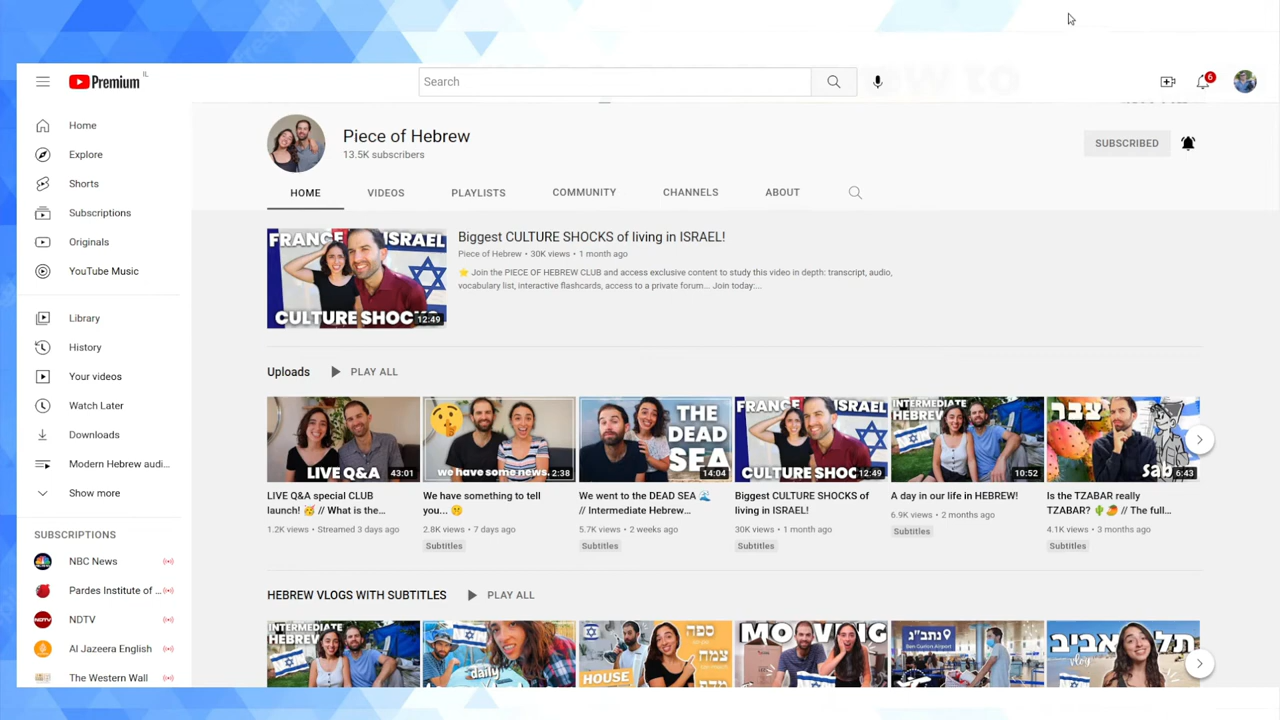 Premium IL
Search
6
Home
Explore
Shorts
Subscriptions
Originals
YouTube Music
Library
History
Your videos
Watch Later
Downloads
Modern Hebrew audi...
Show more
SUBSCRIPTIONS
NBC News
Pardes Institute of ...
NDTV
Al Jazeera English
The Western Wall
Piece of Hebrew
13.5K subscribers
SUBSCRIBED
HOME VIDEOS PLAYLISTS COMMUNITY CHANNELS ABOUT
FRANCE ISRAEL
CULTURE SHOCKS
12:49
Biggest CULTURE SHOCKS of living in ISRAEL!
Piece of Hebrew • 30K views • 1 month ago
⭐ Join the PIECE OF HEBREW CLUB and access exclusive content to study this video in depth: transcript, audio,
vocabulary list, interactive flashcards, access to a private forum... Join today:...
Uploads PLAY ALL
LIVE Q&A
43:01
LIVE Q&A special CLUB
launch! 🥳 // What is the...
1.2K views • Streamed 3 days ago
we have some news.
2:38
We have something to tell
you... 🤫
2.8K views • 7 days ago
Subtitles
THE
DEAD
SEA
14:04
We went to the DEAD SEA 🌊
// Intermediate Hebrew...
5.7K views • 2 weeks ago
Subtitles
FRANCE ISRAEL
CULTURE SHOC
12:49
Biggest CULTURE SHOCKS of
living in ISRAEL!
30K views • 1 month ago
Subtitles
INTERMEDIATE
HEBREW
10:52
A day in our life in HEBREW!
6.9K views • 2 months ago
Subtitles
צבר
sab
6:43
Is the TZABAR really
TZABAR? 🌵🥭 // The full...
4.1K views • 3 months ago
Subtitles
HEBREW VLOGS WITH SUBTITLES PLAY ALL
INTERMEDIATE
HEBREW
daily
ספה
צמה
HOUSE
MOVING
נתב"ג
Ben Gurion Airport
תל אביב
vlog